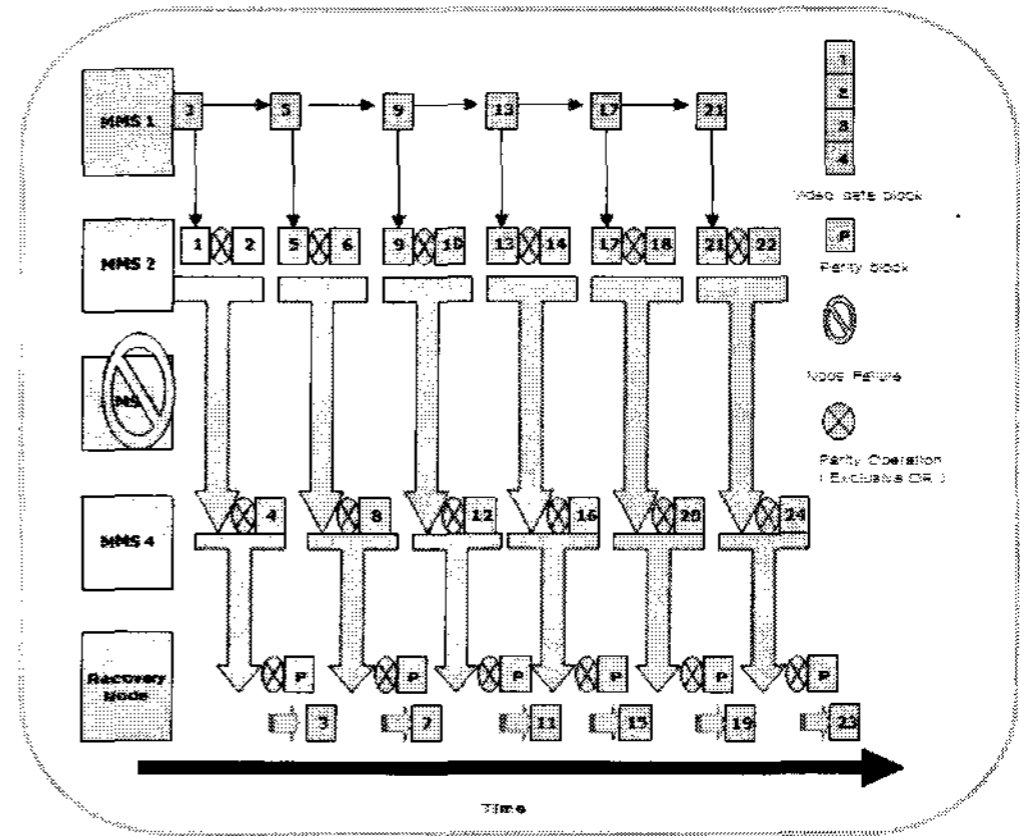 MMS 1
5 9 13 17 21
1
2
3
4
Video data block
MMS 2
1 2 5 6 9 10 13 14 17 18 21 22
P
Parity block
MS
Node Failure
Parity Operation
( Exclusive OR )
MMS 4
4 8 12 16 20 24
Recovery
Node
P P P P P P
3 7 11 15 19 23
Time